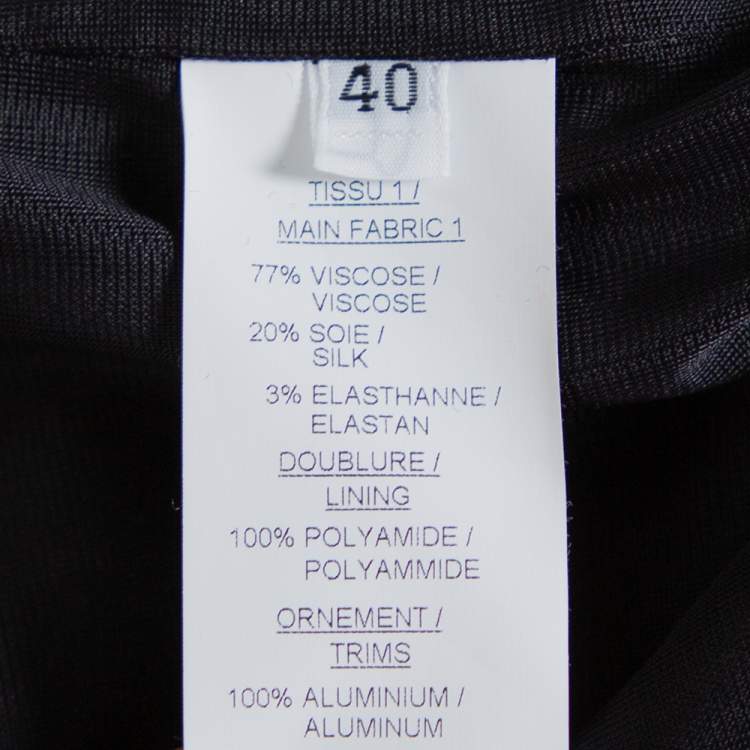 40
TISSU 1 /
MAIN FABRIC 1
77% VISCOSE /
VISCOSE
20% SOIE /
SILK
3% ELASTHANNE /
ELASTAN
DOUBLURE /
LINING
100% POLYAMIDE /
POLYAMMIDE
ORNEMENT /
TRIMS
100% ALUMINIUM /
ALUMINUM